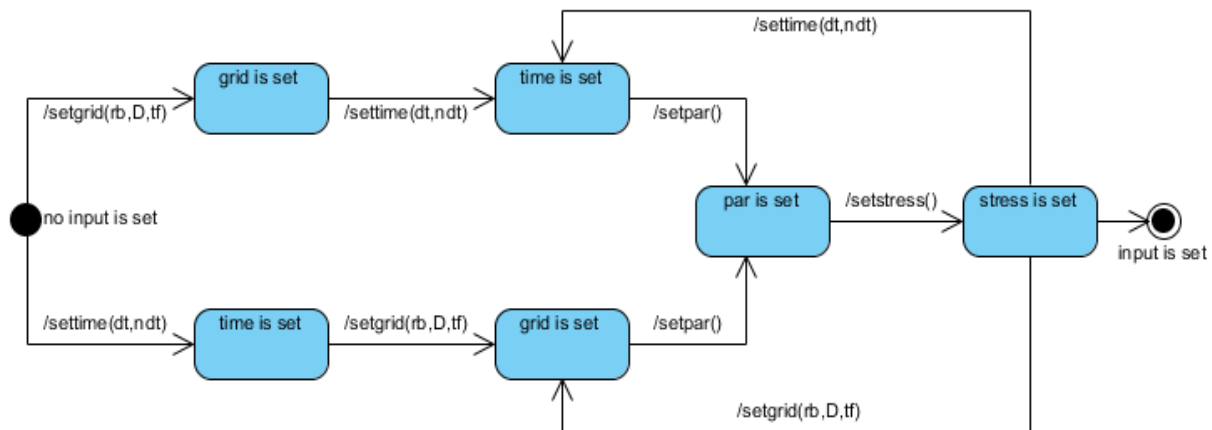 /settime(dt,ndt)
grid is set
time is set
/setgrid(rb,D,tf)
/settime(dt,ndt)
/setpar()
no input is set
par is set
/setstress()
stress is set
input is set
/settime(dt,ndt)
time is set
/setgrid(rb,D,tf)
grid is set
/setpar()
/setgrid(rb,D,tf)